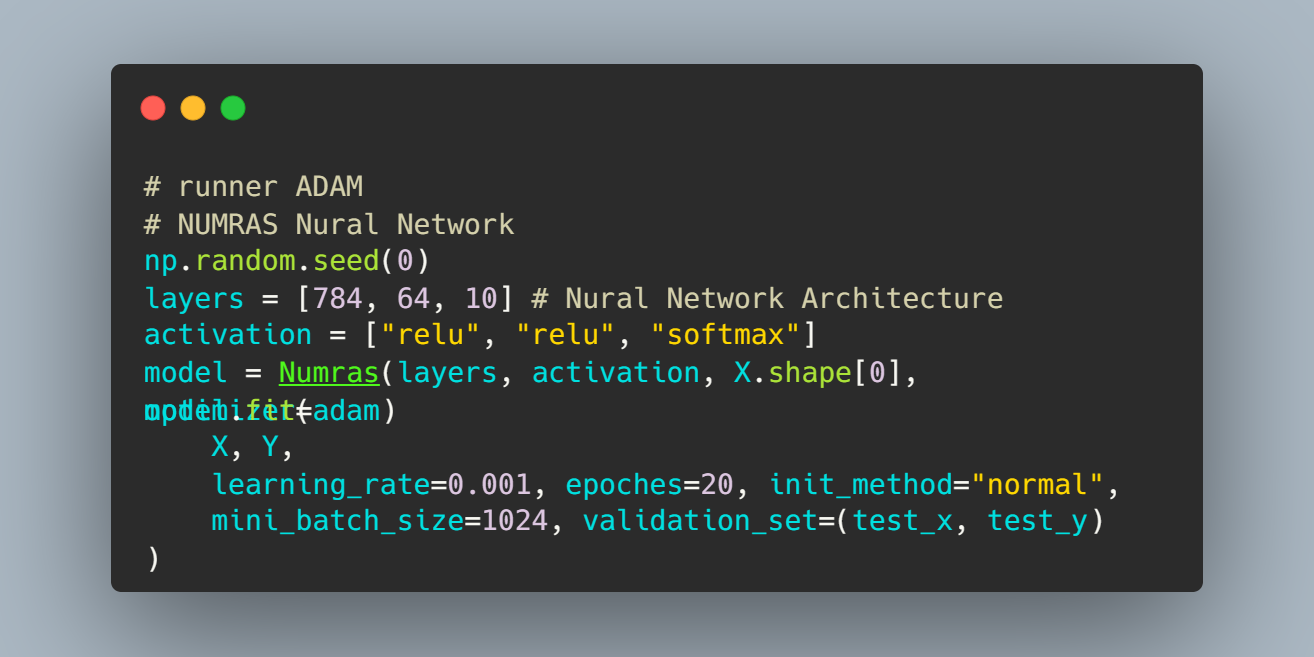 # runner ADAM
# NUMRAS Nural Network
np.random.seed(0)
layers = [784, 64, 10] # Nural Network Architecture
activation = ["relu", "relu", "softmax"]
model = Numras(layers, activation, X.shape[0],
optimizer=adam)
model.fit(
    X, Y,
    learning_rate=0.001, epoches=20, init_method="normal",
    mini_batch_size=1024, validation_set=(test_x, test_y)
)